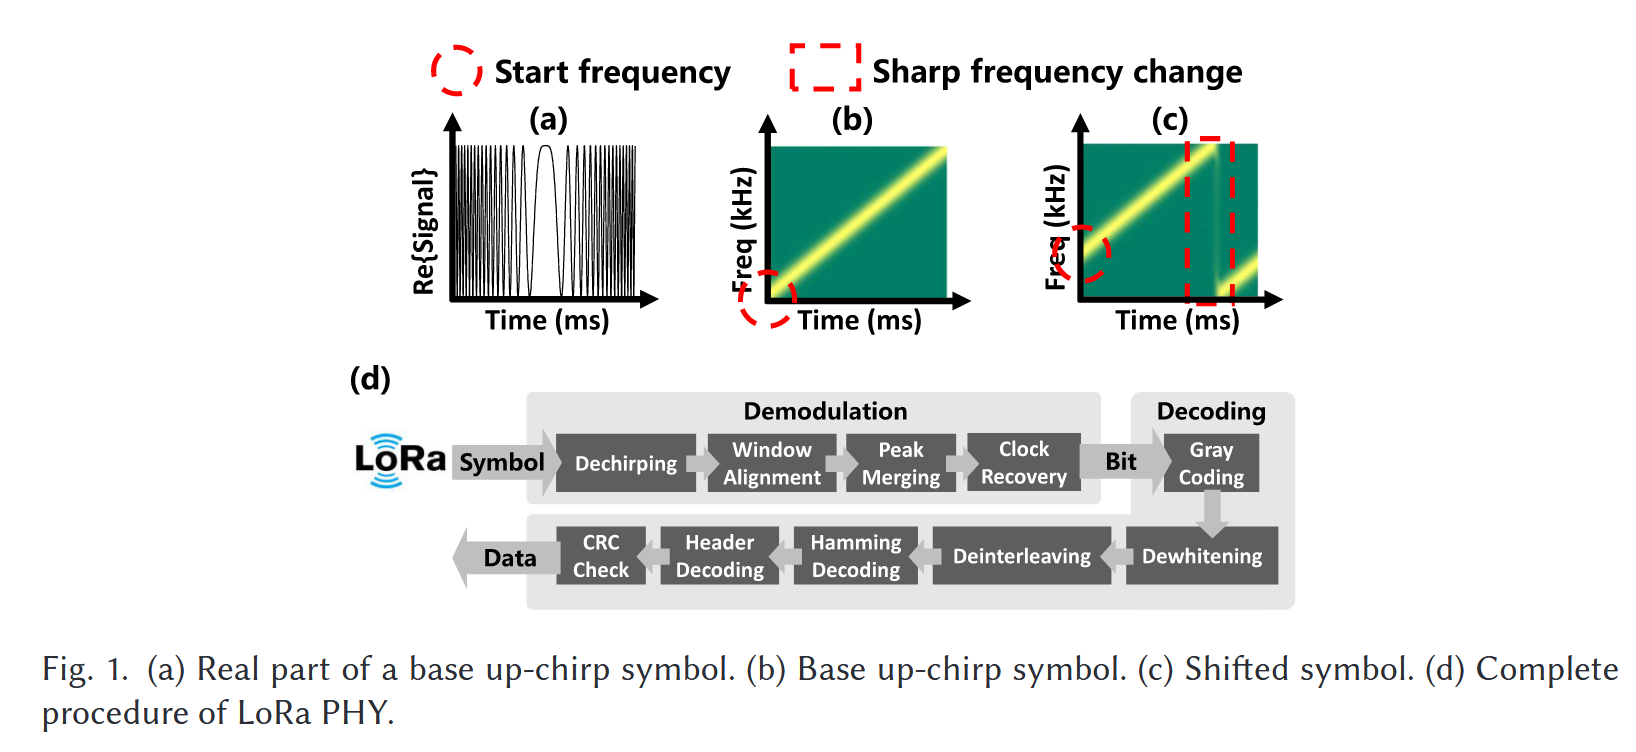 Start frequency
Sharp frequency change
(a)
(b)
(c)
Re{Signal}
Time (ms)
Freq (kHz)
Time (ms)
Freq (kHz)
Time (ms)
(d)
Demodulation
Decoding
LoRa
Symbol
Dechirping
Window
Alignment
Peak
Merging
Clock
Recovery
Bit
Gray
Coding
Data
CRC
Check
Header
Decoding
Hamming
Decoding
Deinterleaving
Dewhitening
Fig. 1. (a) Real part of a base up-chirp symbol. (b) Base up-chirp symbol. (c) Shifted symbol. (d) Complete
procedure of LoRa PHY.